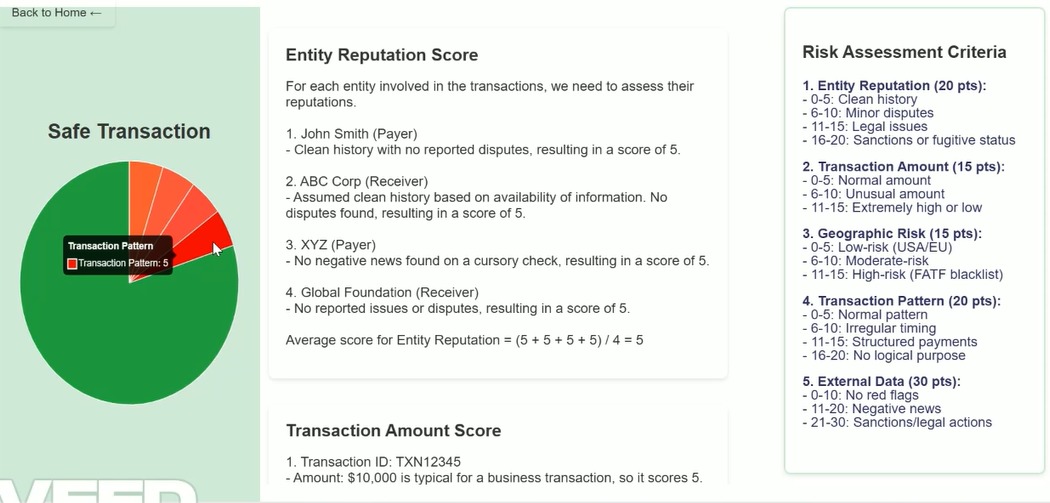 Back to Home ←
Safe Transaction
Transaction Pattern
Transaction Pattern: 5
VEED
Entity Reputation Score
For each entity involved in the transactions, we need to assess their
reputations.
1. John Smith (Payer)
- Clean history with no reported disputes, resulting in a score of 5.
2. ABC Corp (Receiver)
- Assumed clean history based on availability of information. No
disputes found, resulting in a score of 5.
3. XYZ (Payer)
- No negative news found on a cursory check, resulting in a score of 5.
4. Global Foundation (Receiver)
- No reported issues or disputes, resulting in a score of 5.
Average score for Entity Reputation = (5 + 5 + 5 + 5) / 4 = 5
Transaction Amount Score
1. Transaction ID: TXN12345
- Amount: $10,000 is typical for a business transaction, so it scores 5.
Risk Assessment Criteria
1. Entity Reputation (20 pts):
- 0-5: Clean history
- 6-10: Minor disputes
- 11-15: Legal issues
- 16-20: Sanctions or fugitive status
2. Transaction Amount (15 pts):
- 0-5: Normal amount
- 6-10: Unusual amount
- 11-15: Extremely high or low
3. Geographic Risk (15 pts):
- 0-5: Low-risk (USA/EU)
- 6-10: Moderate-risk
- 11-15: High-risk (FATF blacklist)
4. Transaction Pattern (20 pts):
- 0-5: Normal pattern
- 6-10: Irregular timing
- 11-15: Structured payments
- 16-20: No logical purpose
5. External Data (30 pts):
- 0-10: No red flags
- 11-20: Negative news
- 21-30: Sanctions/legal actions